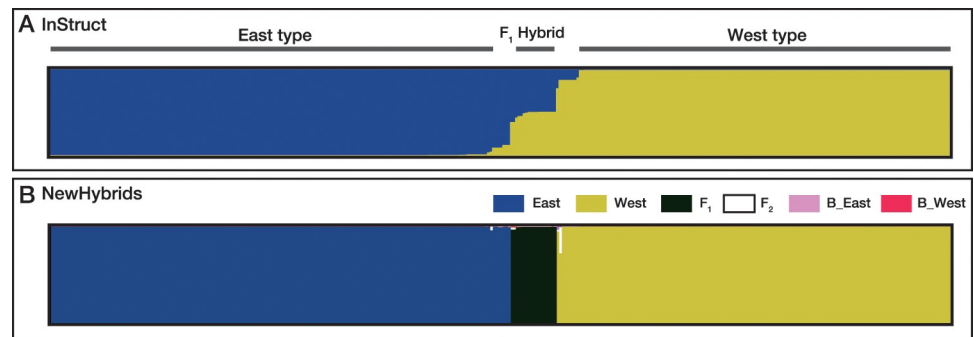 A InStruct
East type F₁ Hybrid West type
B NewHybrids
East West F₁ F₂ B_East B_West